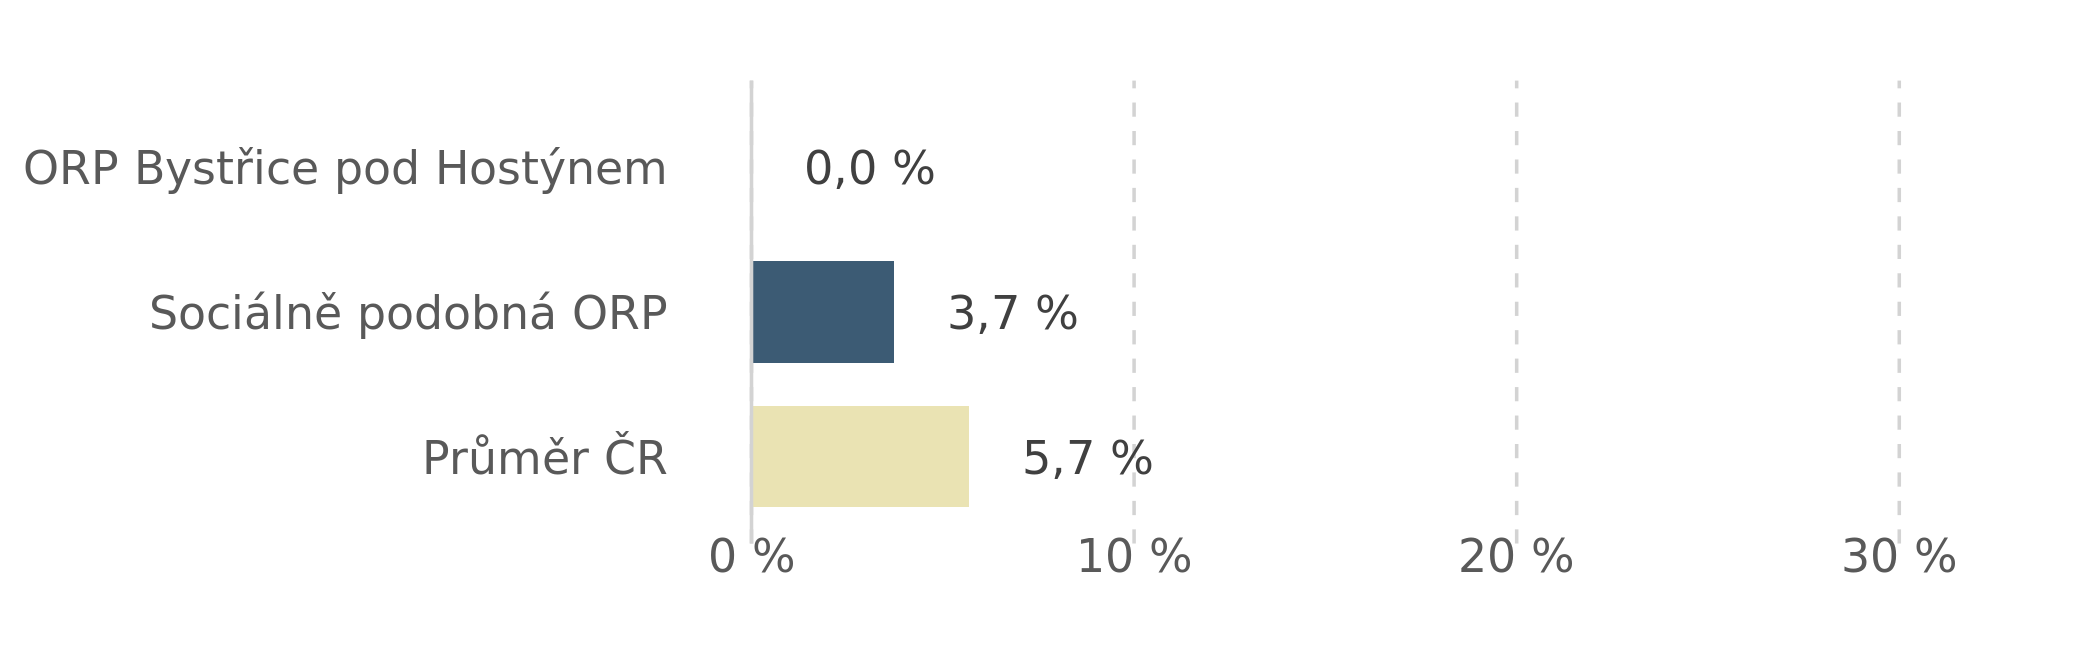 ORP Bystřice pod Hostýnem 0,0 %
Sociálně podobná ORP 3,7 %
Průměr ČR 5,7 %
0 % 10 % 20 % 30 %